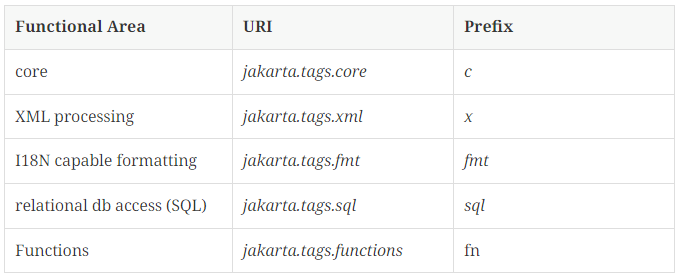 Functional Area URI Prefix
core jakarta.tags.core c
XML processing jakarta.tags.xml x
I18N capable formatting jakarta.tags.fmt fmt
relational db access (SQL) jakarta.tags.sql sql
Functions jakarta.tags.functions fn